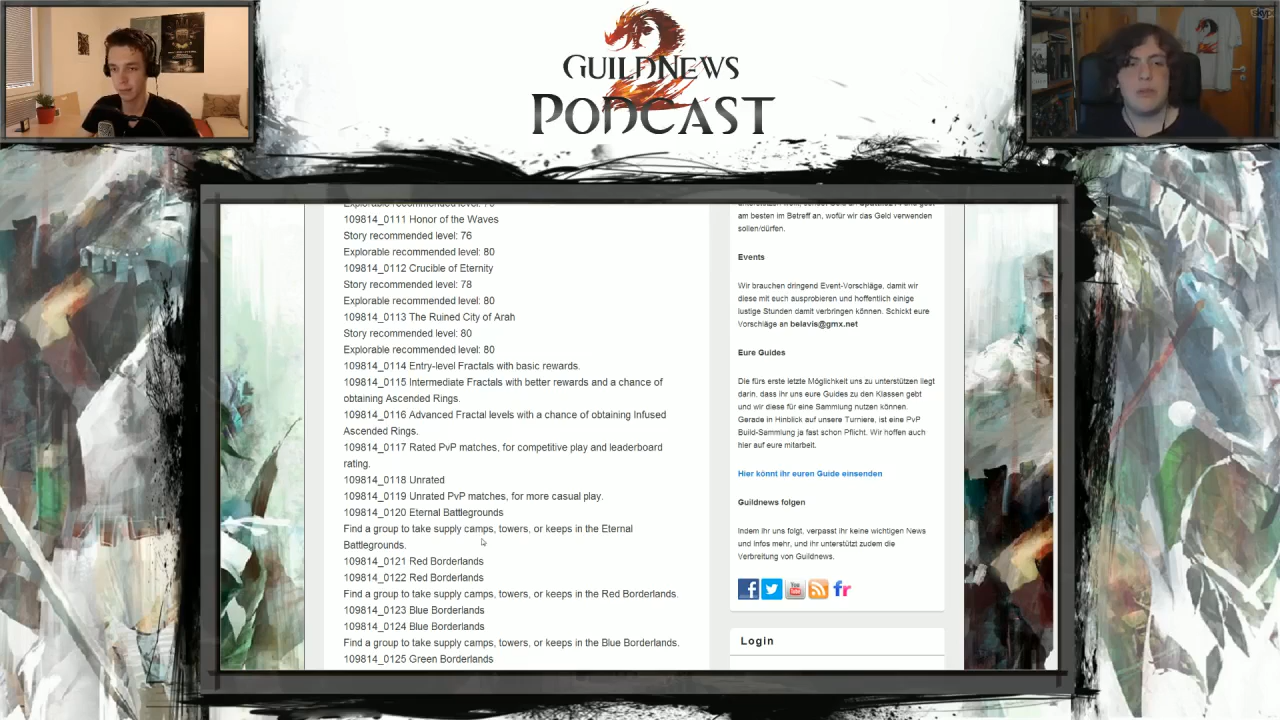 GUILDNEWS
2
PODCAST
skype
109814_0111 Honor of the Waves
Story recommended level: 76
Explorable recommended level: 80
109814_0112 Crucible of Eternity
Story recommended level: 78
Explorable recommended level: 80
109814_0113 The Ruined City of Arah
Story recommended level: 80
Explorable recommended level: 80
109814_0114 Entry-level Fractals with basic rewards.
109814_0115 Intermediate Fractals with better rewards and a chance of
obtaining Ascended Rings.
109814_0116 Advanced Fractal levels with a chance of obtaining Infused
Ascended Rings.
109814_0117 Rated PvP matches, for competitive play and leaderboard
rating.
109814_0118 Unrated
109814_0119 Unrated PvP matches, for more casual play.
109814_0120 Eternal Battlegrounds
Find a group to take supply camps, towers, or keeps in the Eternal
Battlegrounds.
109814_0121 Red Borderlands
109814_0122 Red Borderlands
Find a group to take supply camps, towers, or keeps in the Red Borderlands.
109814_0123 Blue Borderlands
109814_0124 Blue Borderlands
Find a group to take supply camps, towers, or keeps in the Blue Borderlands.
109814_0125 Green Borderlands
am besten im Betreff an, wofür wir das Geld verwenden
sollen/dürfen.
Events
Wir brauchen dringend Event-Vorschläge, damit wir
diese mit euch ausprobieren und hoffentlich einige
lustige Stunden damit verbringen können. Schickt eure
Vorschläge an belavis@gmx.net
Eure Guides
Die fürs erste letzte Möglichkeit uns zu unterstützen liegt
darin, dass ihr uns eure Guides zu den Klassen gebt
und wir diese für eine Sammlung nutzen können.
Gerade in Hinblick auf unsere Turniere, ist eine PvP
Build-Sammlung ja fast schon Pflicht. Wir hoffen auch
hier auf eure mitarbeit.
Hier könnt ihr euren Guide einsenden
Guildnews folgen
Indem ihr uns folgt, verpasst ihr keine wichtigen News
und Infos mehr, und ihr unterstützt zudem die
Verbreitung von Guildnews.
You Tube
fr
Login